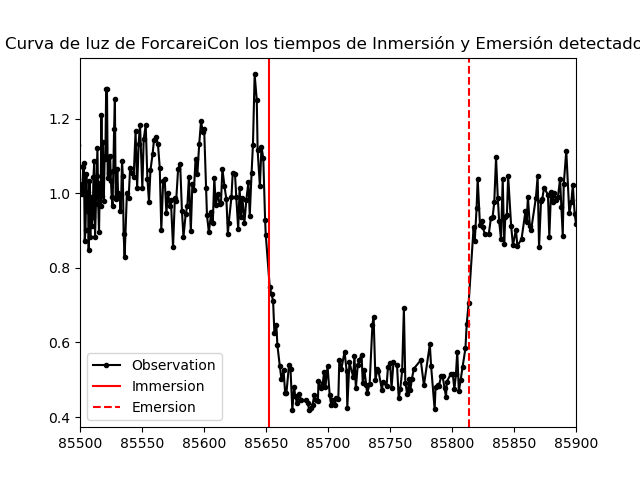 Curva de luz de ForcareiCon los tiempos de Inmersión y Emersión detectado
1.2
1.0
0.8
0.6
0.4
Observation
Immersion
Emersion
85500 85550 85600 85650 85700 85750 85800 85850 85900